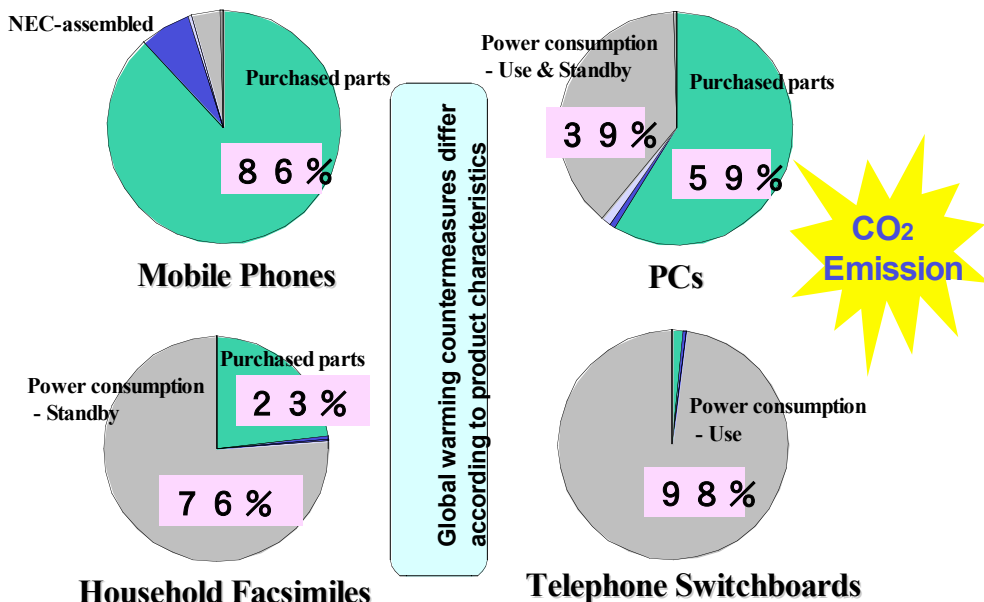 NEC-assembled
Purchased parts
８６％
Mobile Phones
Power consumption
- Use & Standby
Purchased parts
３９％
５９％
PCs
CO₂
Emission
Global warming countermeasures differ
according to product characteristics
Purchased parts
Power consumption
- Standby
２３％
７６％
Household Facsimiles
Power consumption
- Use
９８％
Telephone Switchboards